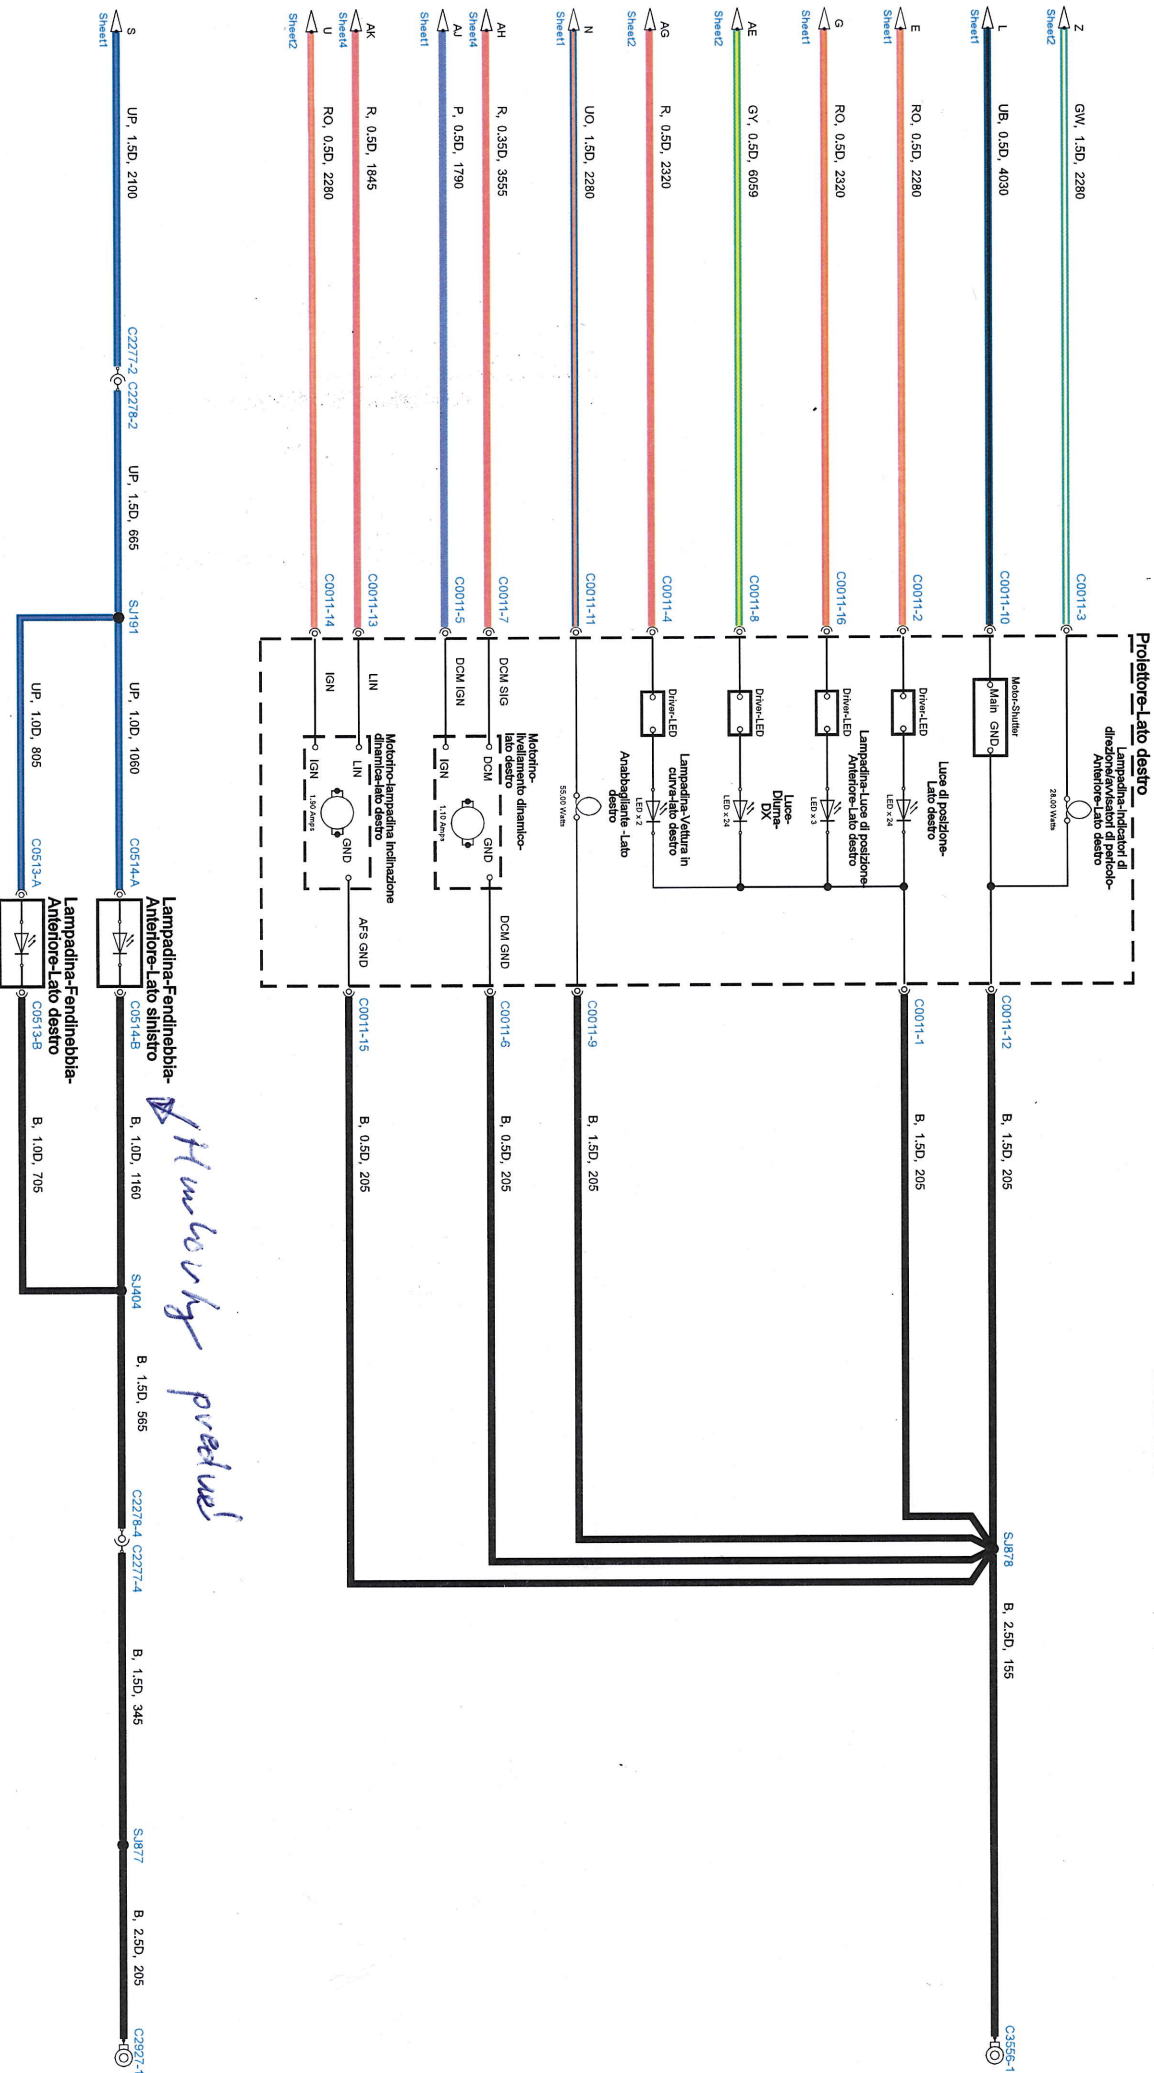 Proiettore-Lato destro
Z
Sheet2
GW, 1.5D, 2280
C0011-3
Lampadina-Indicatori di
direzione/avvisatori di pericolo-
Anteriore-Lato destro
28.00 Watts
L
Sheet1
UB, 0.5D, 4030
C0011-10
Motor-Shutter
Main GND
C0011-12
B, 1.5D, 205
SJ878
B, 2.5D, 155
C3556-1
E
Sheet1
RO, 0.5D, 2280
C0011-2
Driver-LED
Luce di posizione-
Lato destro
LED x 24
C0011-1
B, 1.5D, 205
G
Sheet1
RO, 0.5D, 2320
C0011-16
Driver-LED
Lampadina-Luce di posizione-
Anteriore-Lato destro
LED x 3
AE
Sheet2
GY, 0.5D, 6059
C0011-8
Driver-LED
Luce-
Diurna-
DX
LED x 24
AG
Sheet2
R, 0.5D, 2320
C0011-4
Driver-LED
Lampadina-Vettura in
curva-lato destro
LED x 2
N
Sheet1
UO, 1.5D, 2280
C0011-11
Anabbagliante -Lato
destro
55.00 Watts
C0011-9
B, 1.5D, 205
AH
Sheet4
R, 0.35D, 3555
C0011-7
DCM SIG
Motorino-
livellamento dinamico-
lato destro
DCM
GND
DCM GND
C0011-6
B, 0.5D, 205
AJ
Sheet1
P, 0.5D, 1790
C0011-5
DCM IGN
IGN
1.10 Amps
AK
Sheet4
R, 0.5D, 1845
C0011-13
LIN
Motorino-lampadina inclinazione
dinamica-lato destro
LIN
GND
AFS GND
C0011-15
B, 0.5D, 205
U
Sheet2
RO, 0.5D, 2280
C0011-14
IGN
IGN
1.90 Amps
S
Sheet1
UP, 1.5D, 2100
C2277-2
C2278-2
UP, 1.5D, 665
SJ191
UP, 1.0D, 1060
C0514-A
Lampadina-Fendinebbia-
Anteriore-Lato sinistro
C0514-B
B, 1.0D, 1160
SJ404
B, 1.5D, 565
C2278-4
C2277-4
B, 1.5D, 345
SJ877
B, 2.5D, 205
C2927-1
UP, 1.0D, 805
C0513-A
Lampadina-Fendinebbia-
Anteriore-Lato destro
C0513-B
B, 1.0D, 705